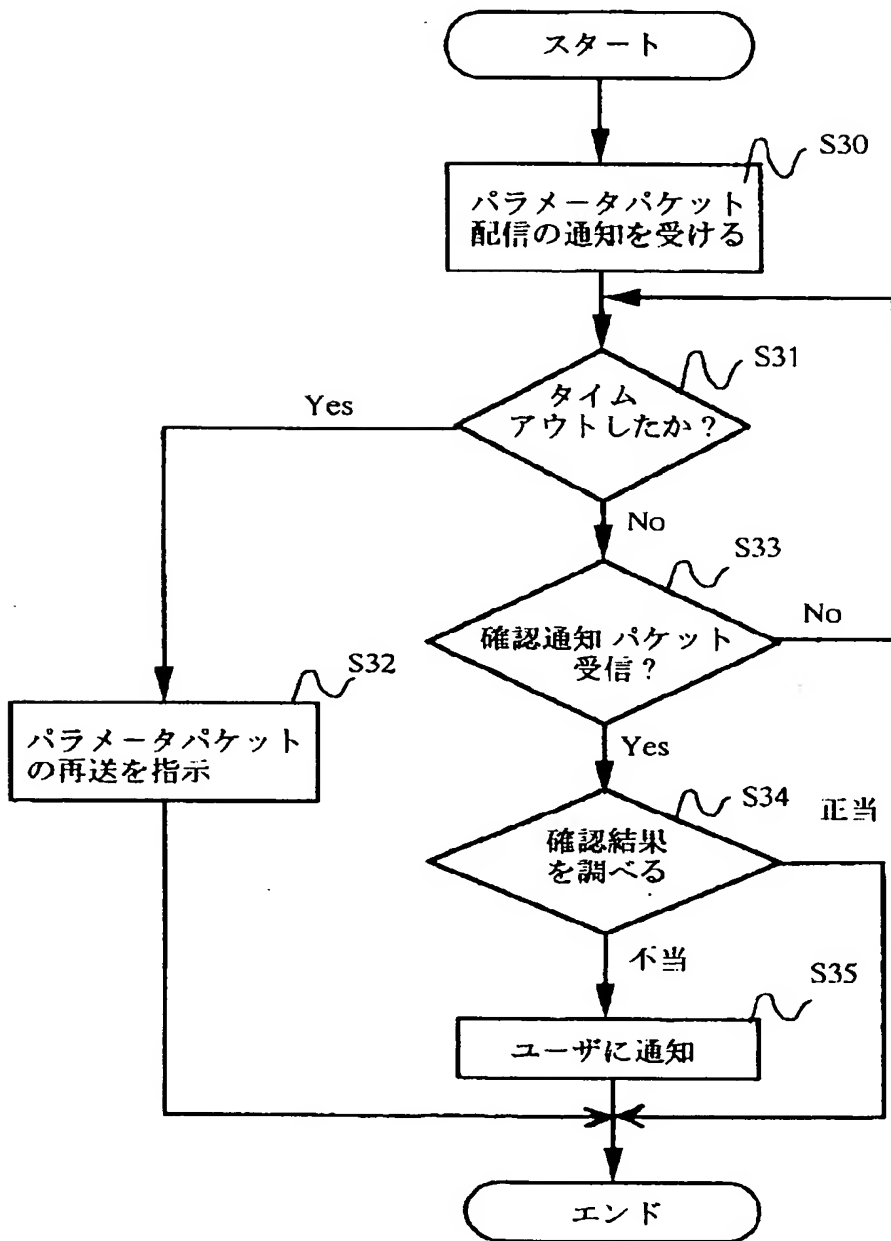 スタート
S30
パラメータパケット
配信の通知を受ける
S31
タイム
アウトしたか？
Yes
No
S33
確認通知 パケット
受信？
No
S32
パラメータパケット
の再送を指示
Yes
S34
正当
確認結果
を調べる
不当
S35
ユーザに通知
エンド